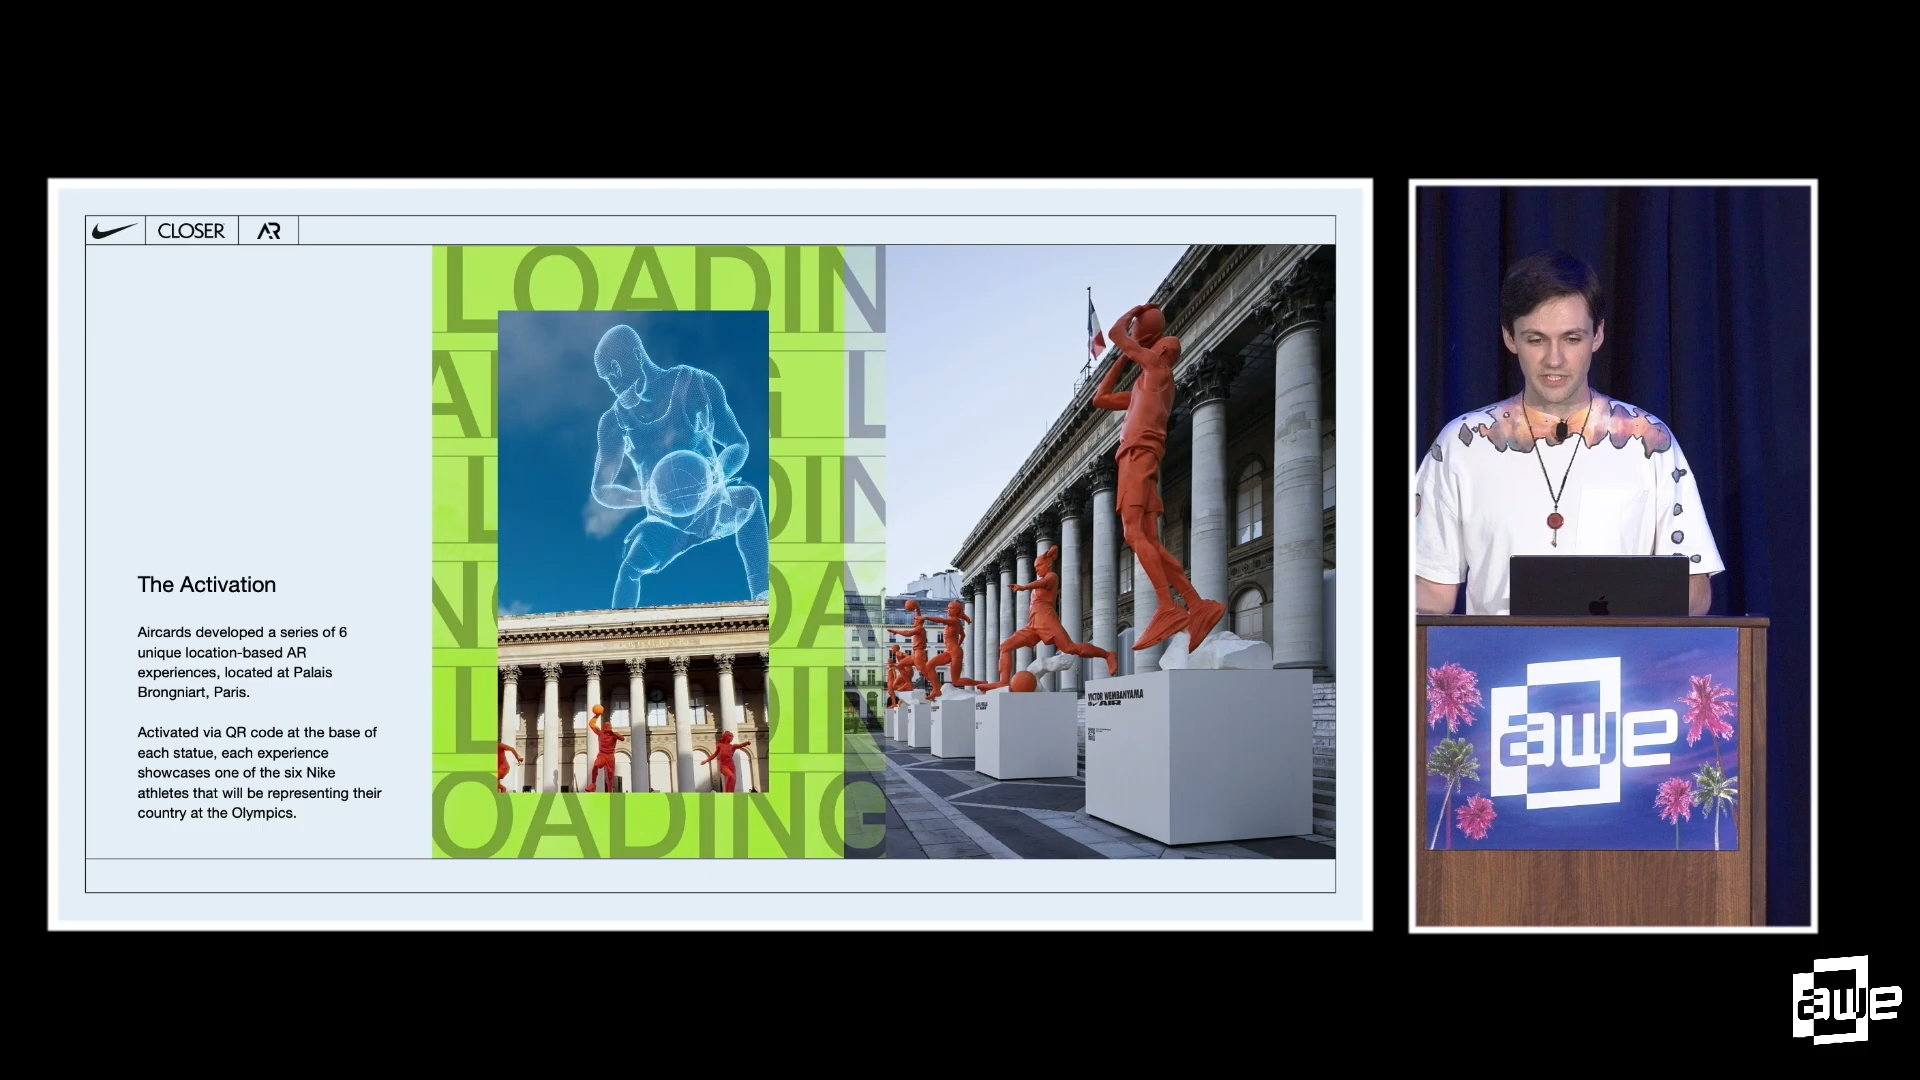 CLOSER
AR
The Activation
Aircards developed a series of 6
unique location-based AR
experiences, located at Palais
Brongniart, Paris.
Activated via QR code at the base of
each statue, each experience
showcases one of the six Nike
athletes that will be representing their
country at the Olympics.
LOADIN
LOADING
VICTOR WEMBANYAMA
AIR
awe
awe